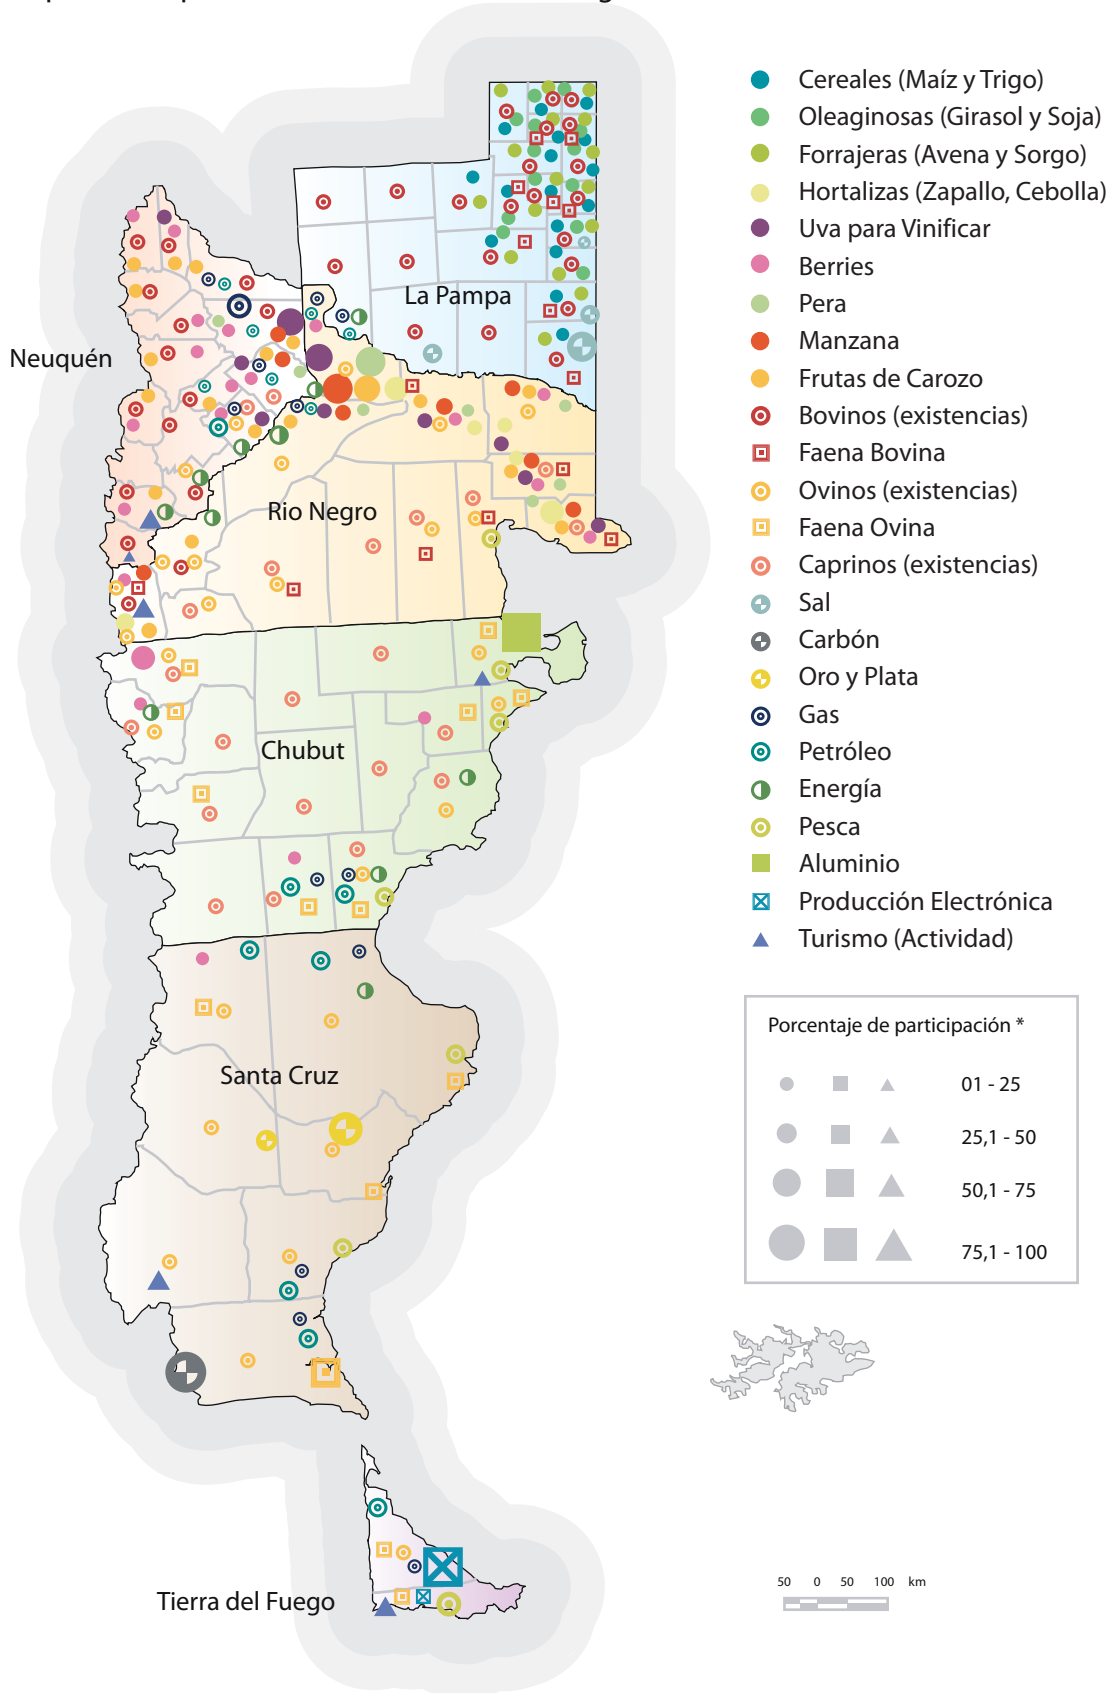 Cereales (Maíz y Trigo)
Oleaginosas (Girasol y Soja)
Forrajeras (Avena y Sorgo)
Hortalizas (Zapallo, Cebolla)
Uva para Vinificar
Berries
Pera
Manzana
Frutas de Carozo
Bovinos (existencias)
Faena Bovina
Ovinos (existencias)
Faena Ovina
Caprinos (existencias)
Sal
Carbón
Oro y Plata
Gas
Petróleo
Energía
Pesca
Aluminio
Producción Electrónica
Turismo (Actividad)
La Pampa
Neuquén
Rio Negro
Chubut
Santa Cruz
Tierra del Fuego
Porcentaje de participación *
01 - 25
25,1 - 50
50,1 - 75
75,1 - 100
50 0 50 100 km